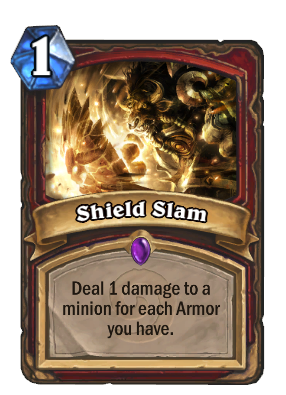 1
Shield Slam
Deal 1 damage to a
minion for each Armor
you have.